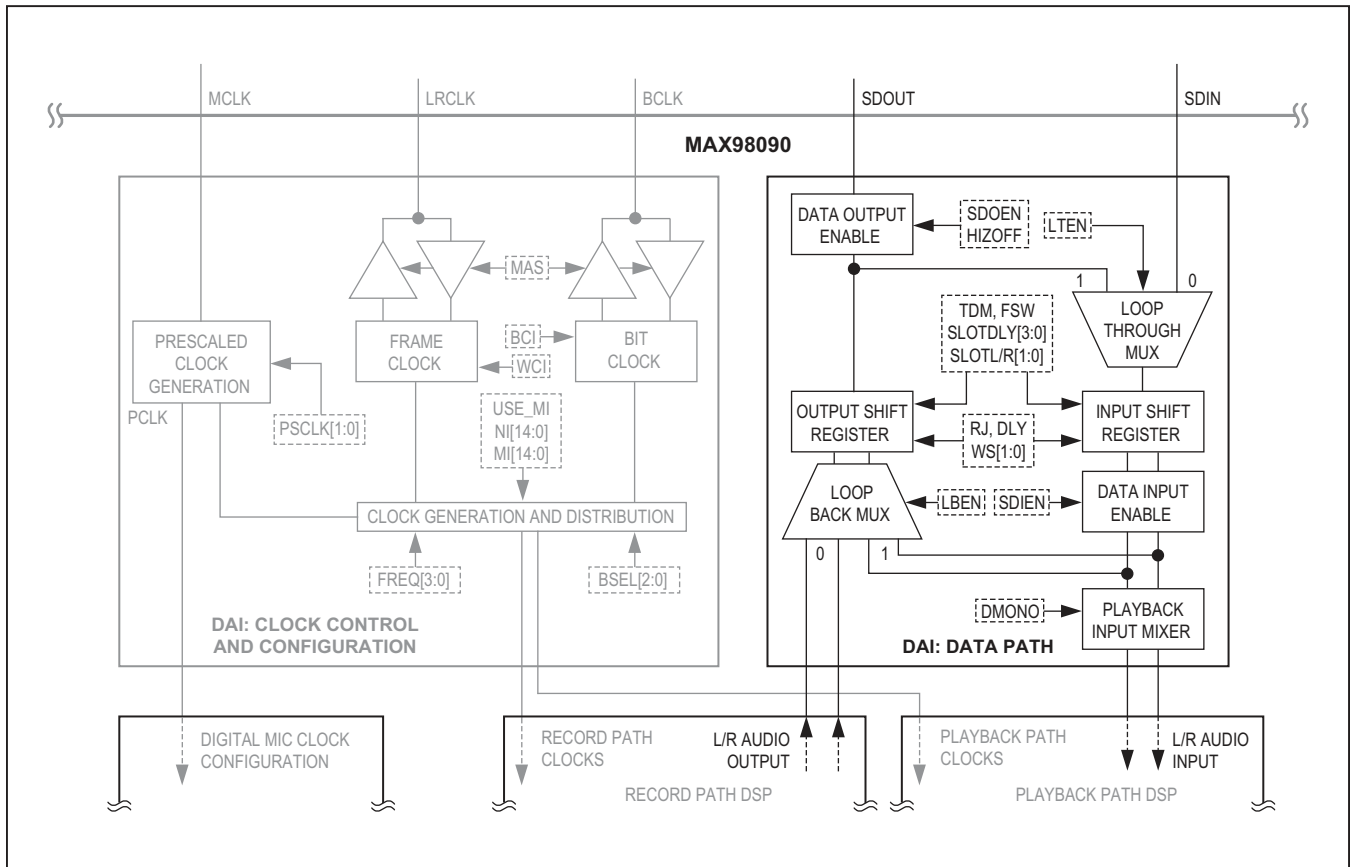 MCLK
LRCLK
BCLK
SDOUT
SDIN
MAX98090
DATA OUTPUT
ENABLE
SDOEN
HIZOFF
LTEN
MAS
1
0
LOOP
THROUGH
MUX
PRESCALED
CLOCK
GENERATION
FRAME
CLOCK
BCI
WCI
BIT
CLOCK
TDM, FSW
SLOTDLY[3:0]
SLOTL/R[1:0]
PCLK
PSCLK[1:0]
USE_MI
NI[14:0]
MI[14:0]
OUTPUT SHIFT
REGISTER
RJ, DLY
WS[1:0]
INPUT SHIFT
REGISTER
LOOP
BACK MUX
LBEN
SDIEN
DATA INPUT
ENABLE
CLOCK GENERATION AND DISTRIBUTION
0
1
FREQ[3:0]
BSEL[2:0]
DMONO
PLAYBACK
INPUT MIXER
DAI: CLOCK CONTROL
AND CONFIGURATION
DAI: DATA PATH
DIGITAL MIC CLOCK
CONFIGURATION
RECORD PATH
CLOCKS
L/R AUDIO
OUTPUT
RECORD PATH DSP
PLAYBACK PATH
CLOCKS
L/R AUDIO
INPUT
PLAYBACK PATH DSP